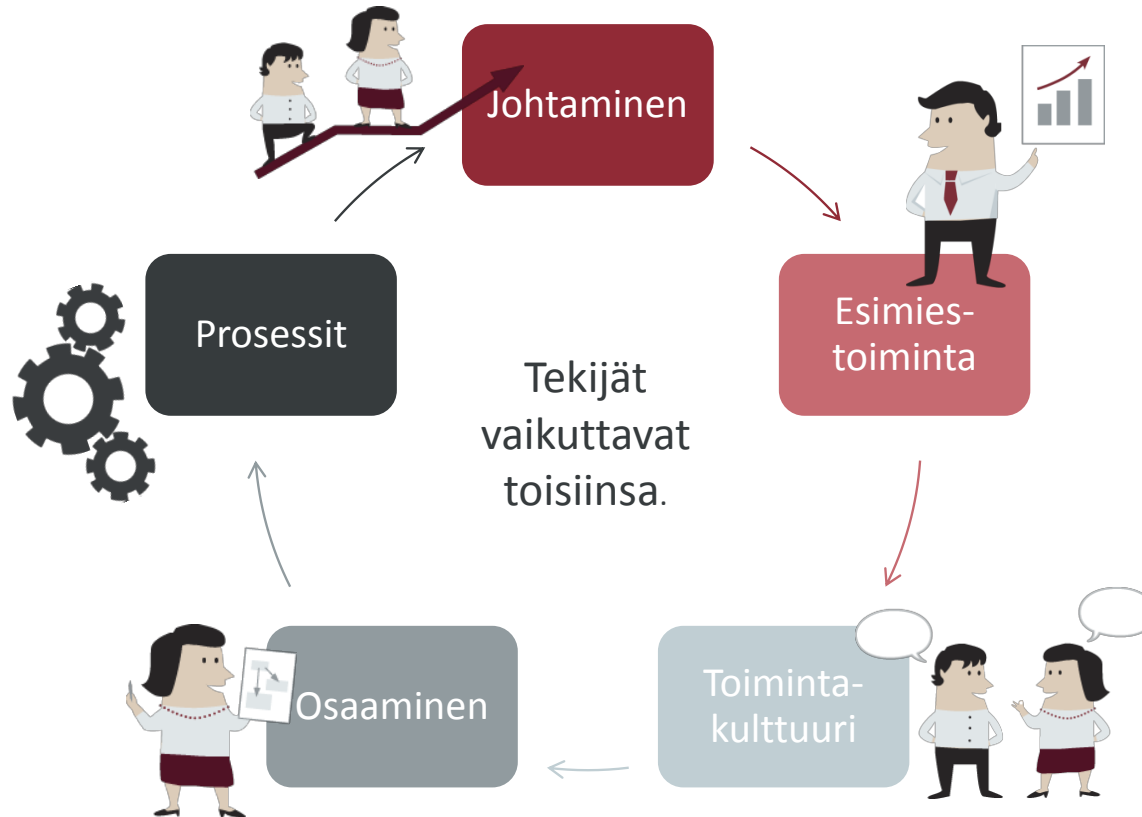 Johtaminen
Esimies-
toiminta
Prosessit
Tekijät
vaikuttavat
toisiinsa.
Toiminta-
kulttuuri
Osaaminen